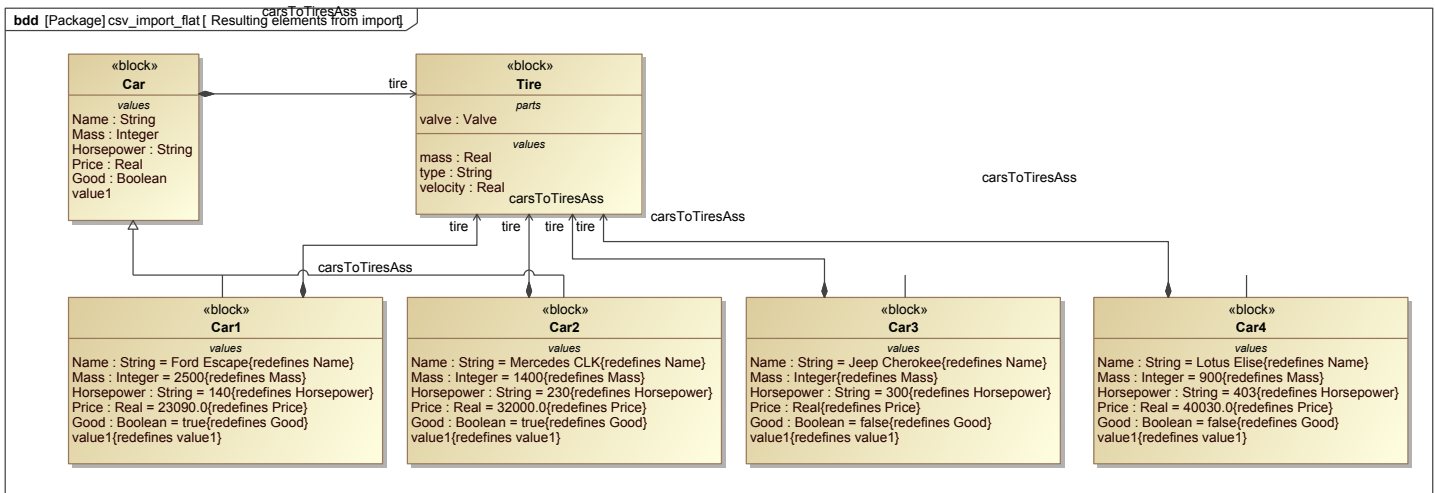 carsToTiresAss
bdd [Package] csv_import_flat [ Resulting elements from import]
«block»
Car
values
Name : String
Mass : Integer
Horsepower : String
Price : Real
Good : Boolean
value1
tire
«block»
Tire
parts
valve : Valve
values
mass : Real
type : String
velocity : Real
carsToTiresAss
carsToTiresAss
carsToTiresAss
tire
tire
tire
tire
carsToTiresAss
«block»
Car1
values
Name : String = Ford Escape{redefines Name}
Mass : Integer = 2500{redefines Mass}
Horsepower : String = 140{redefines Horsepower}
Price : Real = 23090.0{redefines Price}
Good : Boolean = true{redefines Good}
value1{redefines value1}
«block»
Car2
values
Name : String = Mercedes CLK{redefines Name}
Mass : Integer = 1400{redefines Mass}
Horsepower : String = 230{redefines Horsepower}
Price : Real = 32000.0{redefines Price}
Good : Boolean = true{redefines Good}
value1{redefines value1}
«block»
Car3
values
Name : String = Jeep Cherokee{redefines Name}
Mass : Integer{redefines Mass}
Horsepower : String = 300{redefines Horsepower}
Price : Real{redefines Price}
Good : Boolean = false{redefines Good}
value1{redefines value1}
«block»
Car4
values
Name : String = Lotus Elise{redefines Name}
Mass : Integer = 900{redefines Mass}
Horsepower : String = 403{redefines Horsepower}
Price : Real = 40030.0{redefines Price}
Good : Boolean = false{redefines Good}
value1{redefines value1}